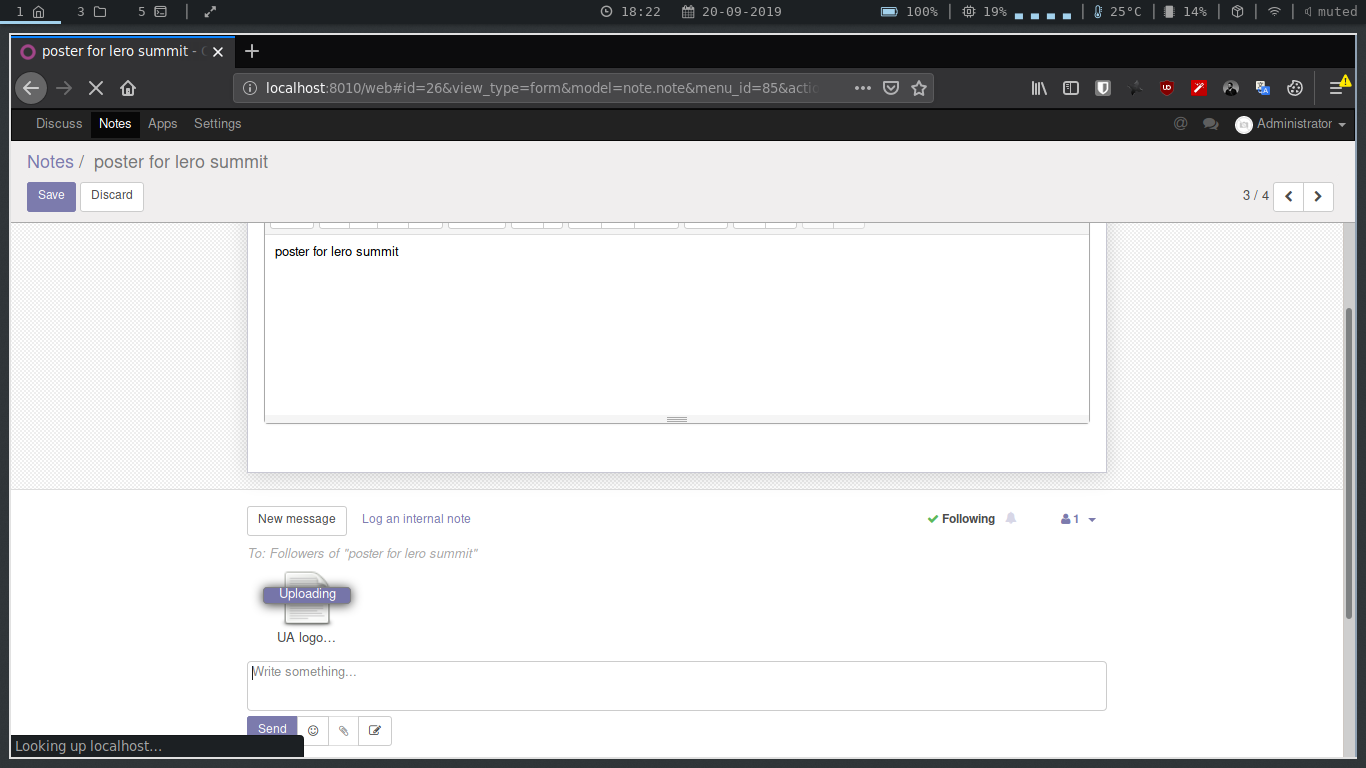 1 3 5 18:22 20-09-2019 100% 19% 25°C 14% muted
poster for lero summit -
localhost:8010/web#id=26&view_type=form&model=note.note&menu_id=85&acti
Discuss Notes Apps Settings Administrator
Notes / poster for lero summit
Save Discard 3 / 4
poster for lero summit
New message Log an internal note Following 1
To: Followers of "poster for lero summit"
Uploading
UA logo...
Write something...
Send
Looking up localhost…